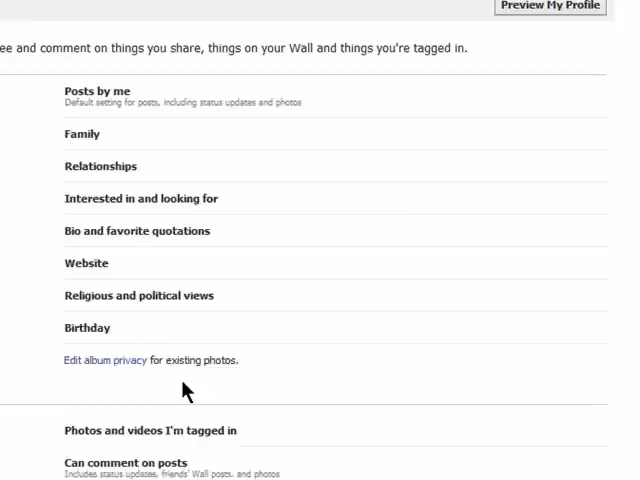 Preview My Profile
ee and comment on things you share, things on your Wall and things you're tagged in.
Posts by me
Default setting for posts, including status updates and photos
Family
Relationships
Interested in and looking for
Bio and favorite quotations
Website
Religious and political views
Birthday
Edit album privacy for existing photos.
Photos and videos I'm tagged in
Can comment on posts
Includes status updates, friends' Wall posts, and photos